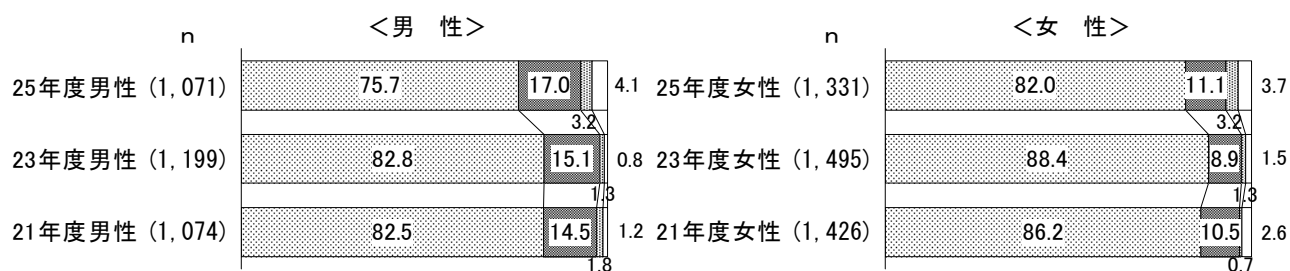 ＜男　性＞
ｎ
25年度男性 (1,071) 75.7 17.0 4.1
3.2
23年度男性 (1,199) 82.8 15.1 0.8
1.3
21年度男性 (1,074) 82.5 14.5 1.2
1.8
＜女　性＞
ｎ
25年度女性 (1,331) 82.0 11.1 3.7
3.2
23年度女性 (1,495) 88.4 8.9 1.5
1.3
21年度女性 (1,426) 86.2 10.5 2.6
0.7